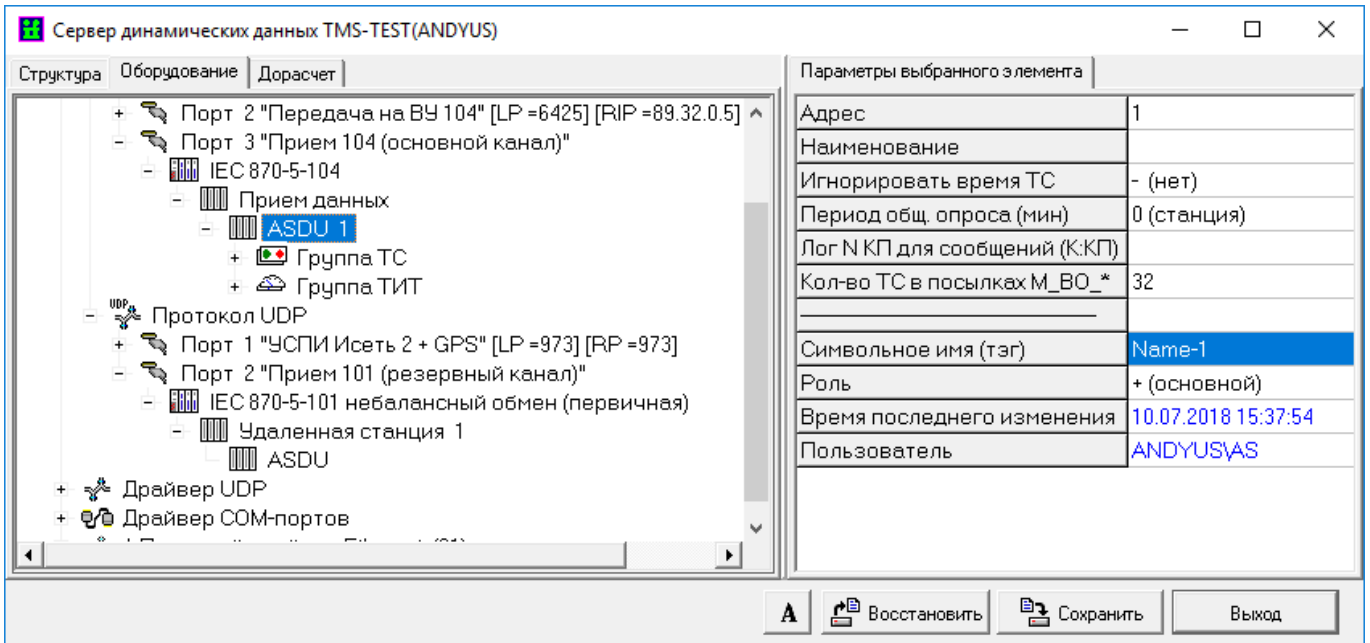 Сервер динамических данных TMS-TEST(ANDYUS)
Структура Оборудование Дорасчет
Порт 2 "Передача на ВУ 104" [LP =6425] [RIP =89.32.0.5]
Порт 3 "Прием 104 (основной канал)"
IEC 870-5-104
Прием данных
ASDU 1
Группа ТС
Группа ТИТ
UDP
Протокол UDP
Порт 1 "УСПИ Исеть 2 + GPS" [LP =973] [RP =973]
Порт 2 "Прием 101 (резервный канал)"
IEC 870-5-101 небалансный обмен (первичная)
Удаленная станция 1
ASDU
Драйвер UDP
Драйвер COM-портов
Параметры выбранного элемента
Адрес 1
Наименование
Игнорировать время ТС - (нет)
Период общ. опроса (мин) 0 (станция)
Лог N КП для сообщений (К:КП)
Кол-во ТС в посылках M_BO_* 32
Символьное имя (тэг) Name-1
Роль + (основной)
Время последнего изменения 10.07.2018 15:37:54
Пользователь ANDYUS\AS
A Восстановить Сохранить Выход